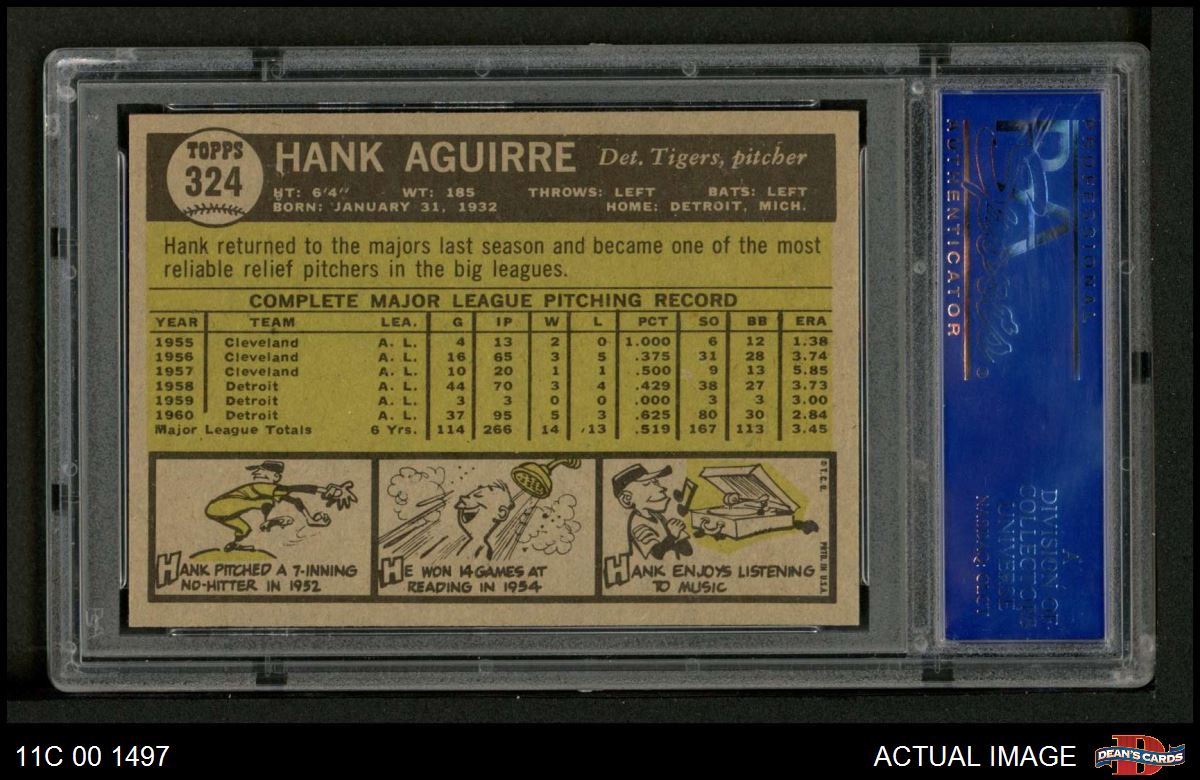 TOPPS
324
HANK AGUIRRE Det. Tigers, pitcher
HT: 6'4" WT: 185 THROWS: LEFT BATS: LEFT
BORN: JANUARY 31, 1932 HOME: DETROIT, MICH.
Hank returned to the majors last season and became one of the most
reliable relief pitchers in the big leagues.
COMPLETE MAJOR LEAGUE PITCHING RECORD
YEAR TEAM LEA. G IP W L PCT SO BB ERA
1955 Cleveland A. L. 4 13 2 0 1.000 6 12 1.38
1956 Cleveland A. L. 16 65 3 5 .375 31 28 3.74
1957 Cleveland A. L. 10 20 1 1 .500 9 13 5.85
1958 Detroit A. L. 44 70 3 4 .429 38 27 3.73
1959 Detroit A. L. 3 3 0 0 .000 3 3 3.00
1960 Detroit A. L. 37 95 5 3 .625 80 30 2.84
Major League Totals 6 Yrs. 114 266 14 13 .519 167 113 3.45
HANK PITCHED A 7-INNING
NO-HITTER IN 1952
HE WON 14 GAMES AT
READING IN 1954
HANK ENJOYS LISTENING
TO MUSIC
©T.C.G.
PRTD. IN U.S.A.
PROFESSIONAL
AUTHENTICATOR
A
DIVISION OF
COLLECTORS
UNIVERSE
11C 00 1497
ACTUAL IMAGE
DEAN'S CARDS